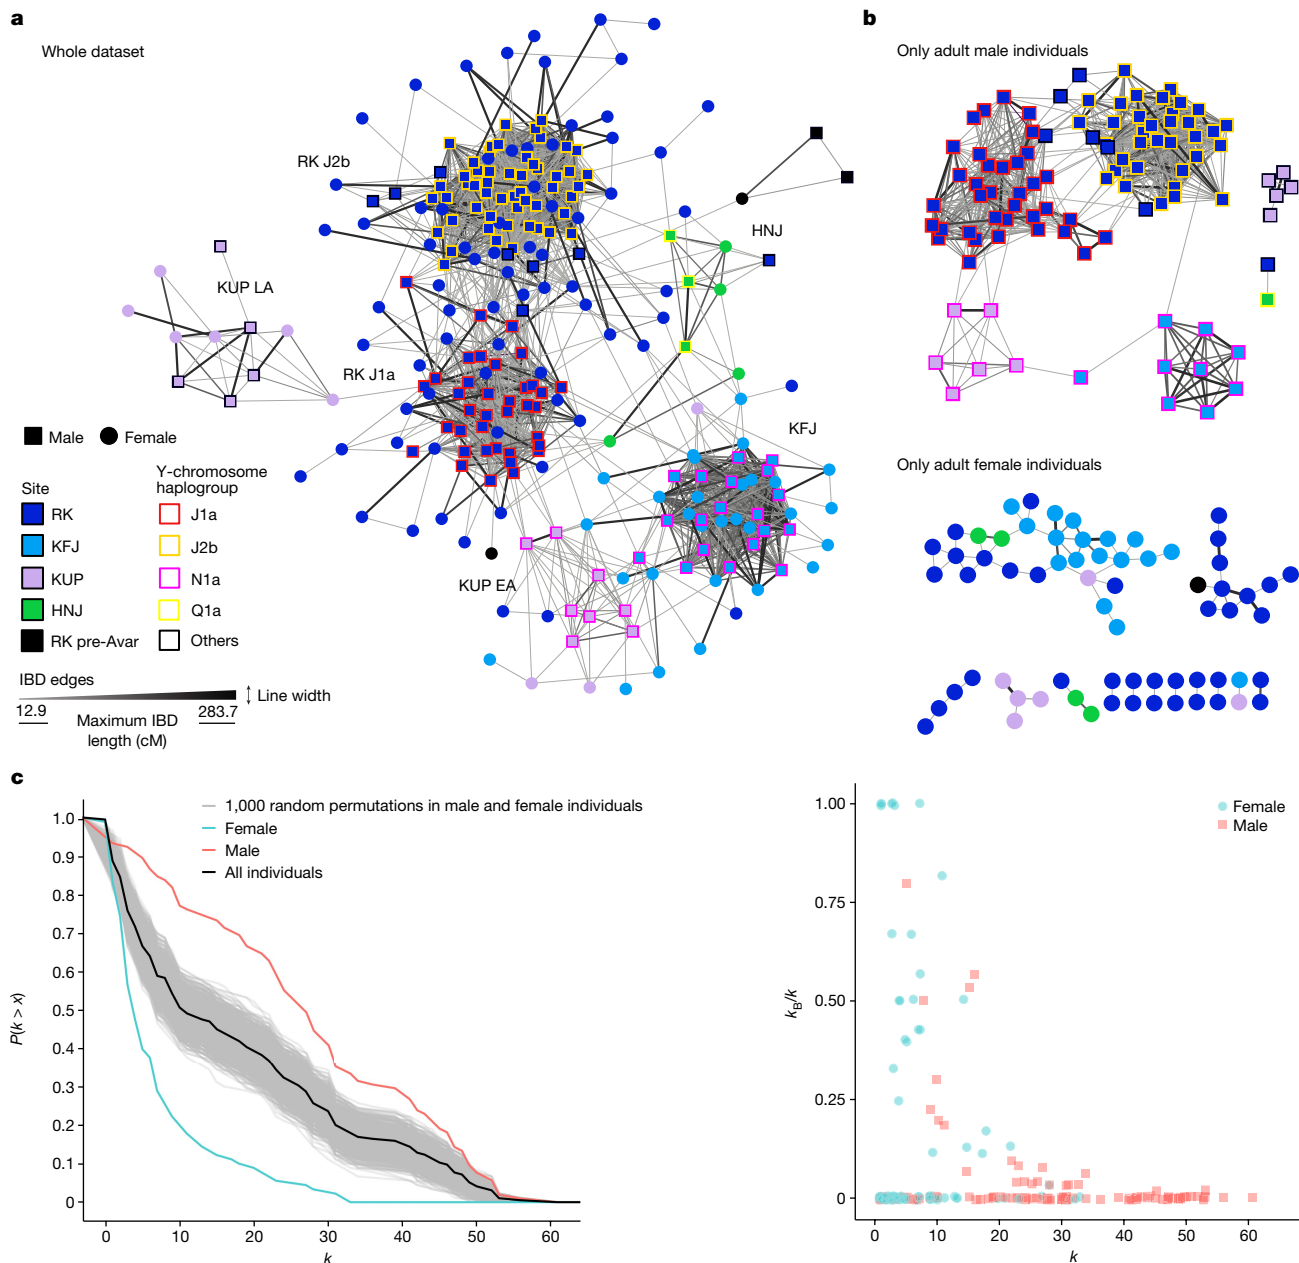 a
Whole dataset
RK J2b
HNJ
KUP LA
RK J1a
KFJ
KUP EA
Male
Female
Site
RK
KFJ
KUP
HNJ
RK pre-Avar
Y-chromosome
haplogroup
J1a
J2b
N1a
Q1a
Others
IBD edges
Line width
12.9
283.7
Maximum IBD
length (cM)
b
Only adult male individuals
Only adult female individuals
c
1,000 random permutations in male and female individuals
Female
Male
All individuals
P(k > x)
1.0
0.9
0.8
0.7
0.6
0.5
0.4
0.3
0.2
0.1
0
0
10
20
30
40
50
60
k
Female
Male
kB/k
1.00
0.75
0.50
0.25
0
0
10
20
30
40
50
60
k